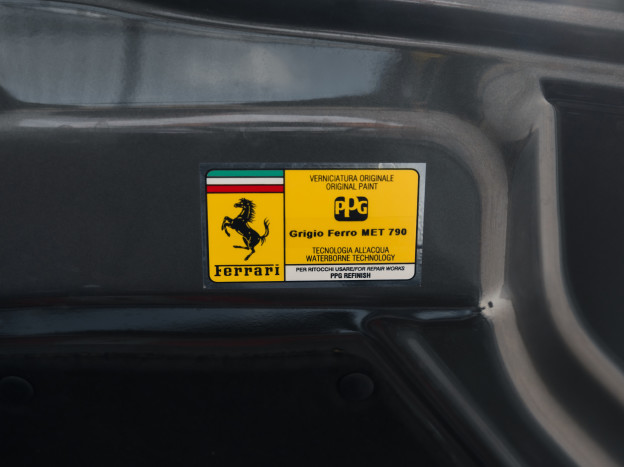 VERNICIATURA ORIGINALE
ORIGINAL PAINT
PPG
Grigio Ferro MET 790
TECNOLOGIA ALL'ACQUA
WATERBORNE TECHNOLOGY
Ferrari
PER RITOCCHI USARE/FOR REPAIR WORKS
PPG REFINISH